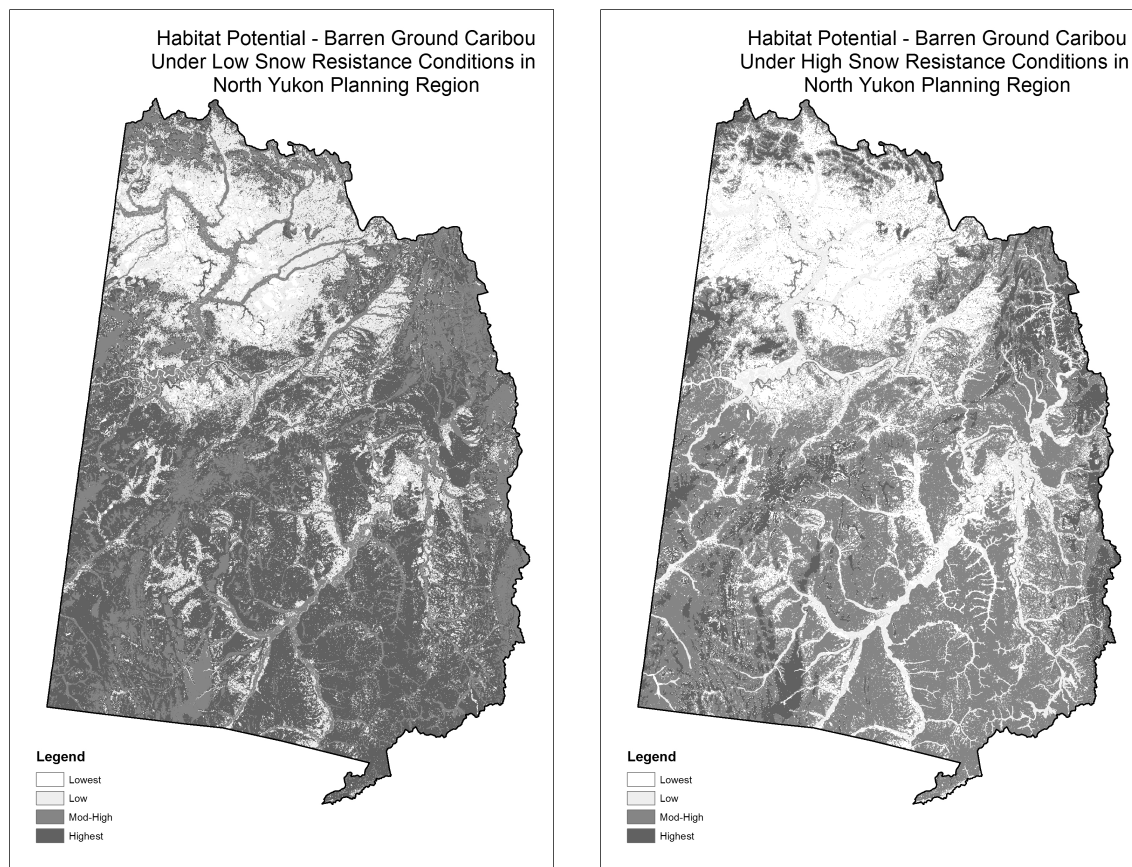 Habitat Potential - Barren Ground Caribou
Under Low Snow Resistance Conditions in
North Yukon Planning Region
Legend
Lowest
Low
Mod-High
Highest
Habitat Potential - Barren Ground Caribou
Under High Snow Resistance Conditions in
North Yukon Planning Region
Legend
Lowest
Low
Mod-High
Highest